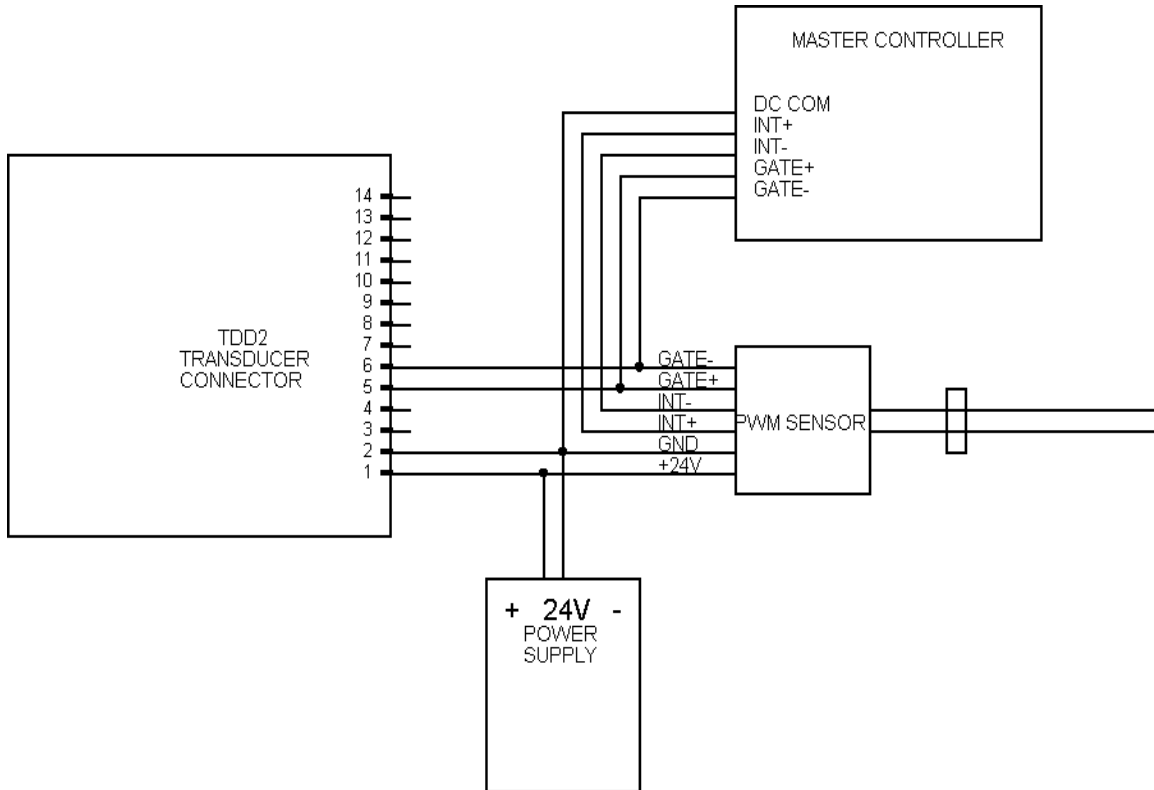 MASTER CONTROLLER
DC COM
INT+
INT-
GATE+
GATE-
14
13
12
11
10
9
8
7
6
5
4
3
2
1
TDD2
TRANSDUCER
CONNECTOR
GATE-
GATE+
INT-
INT+
GND
+24V
PWM SENSOR
+ 24V -
POWER
SUPPLY